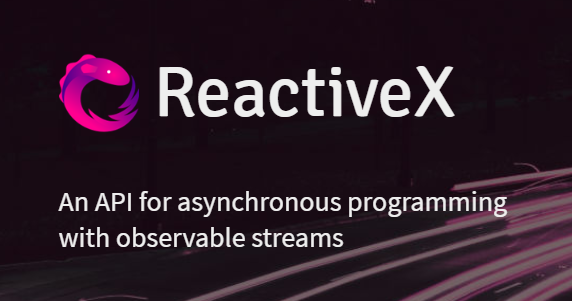 ReactiveX
An API for asynchronous programming
with observable streams